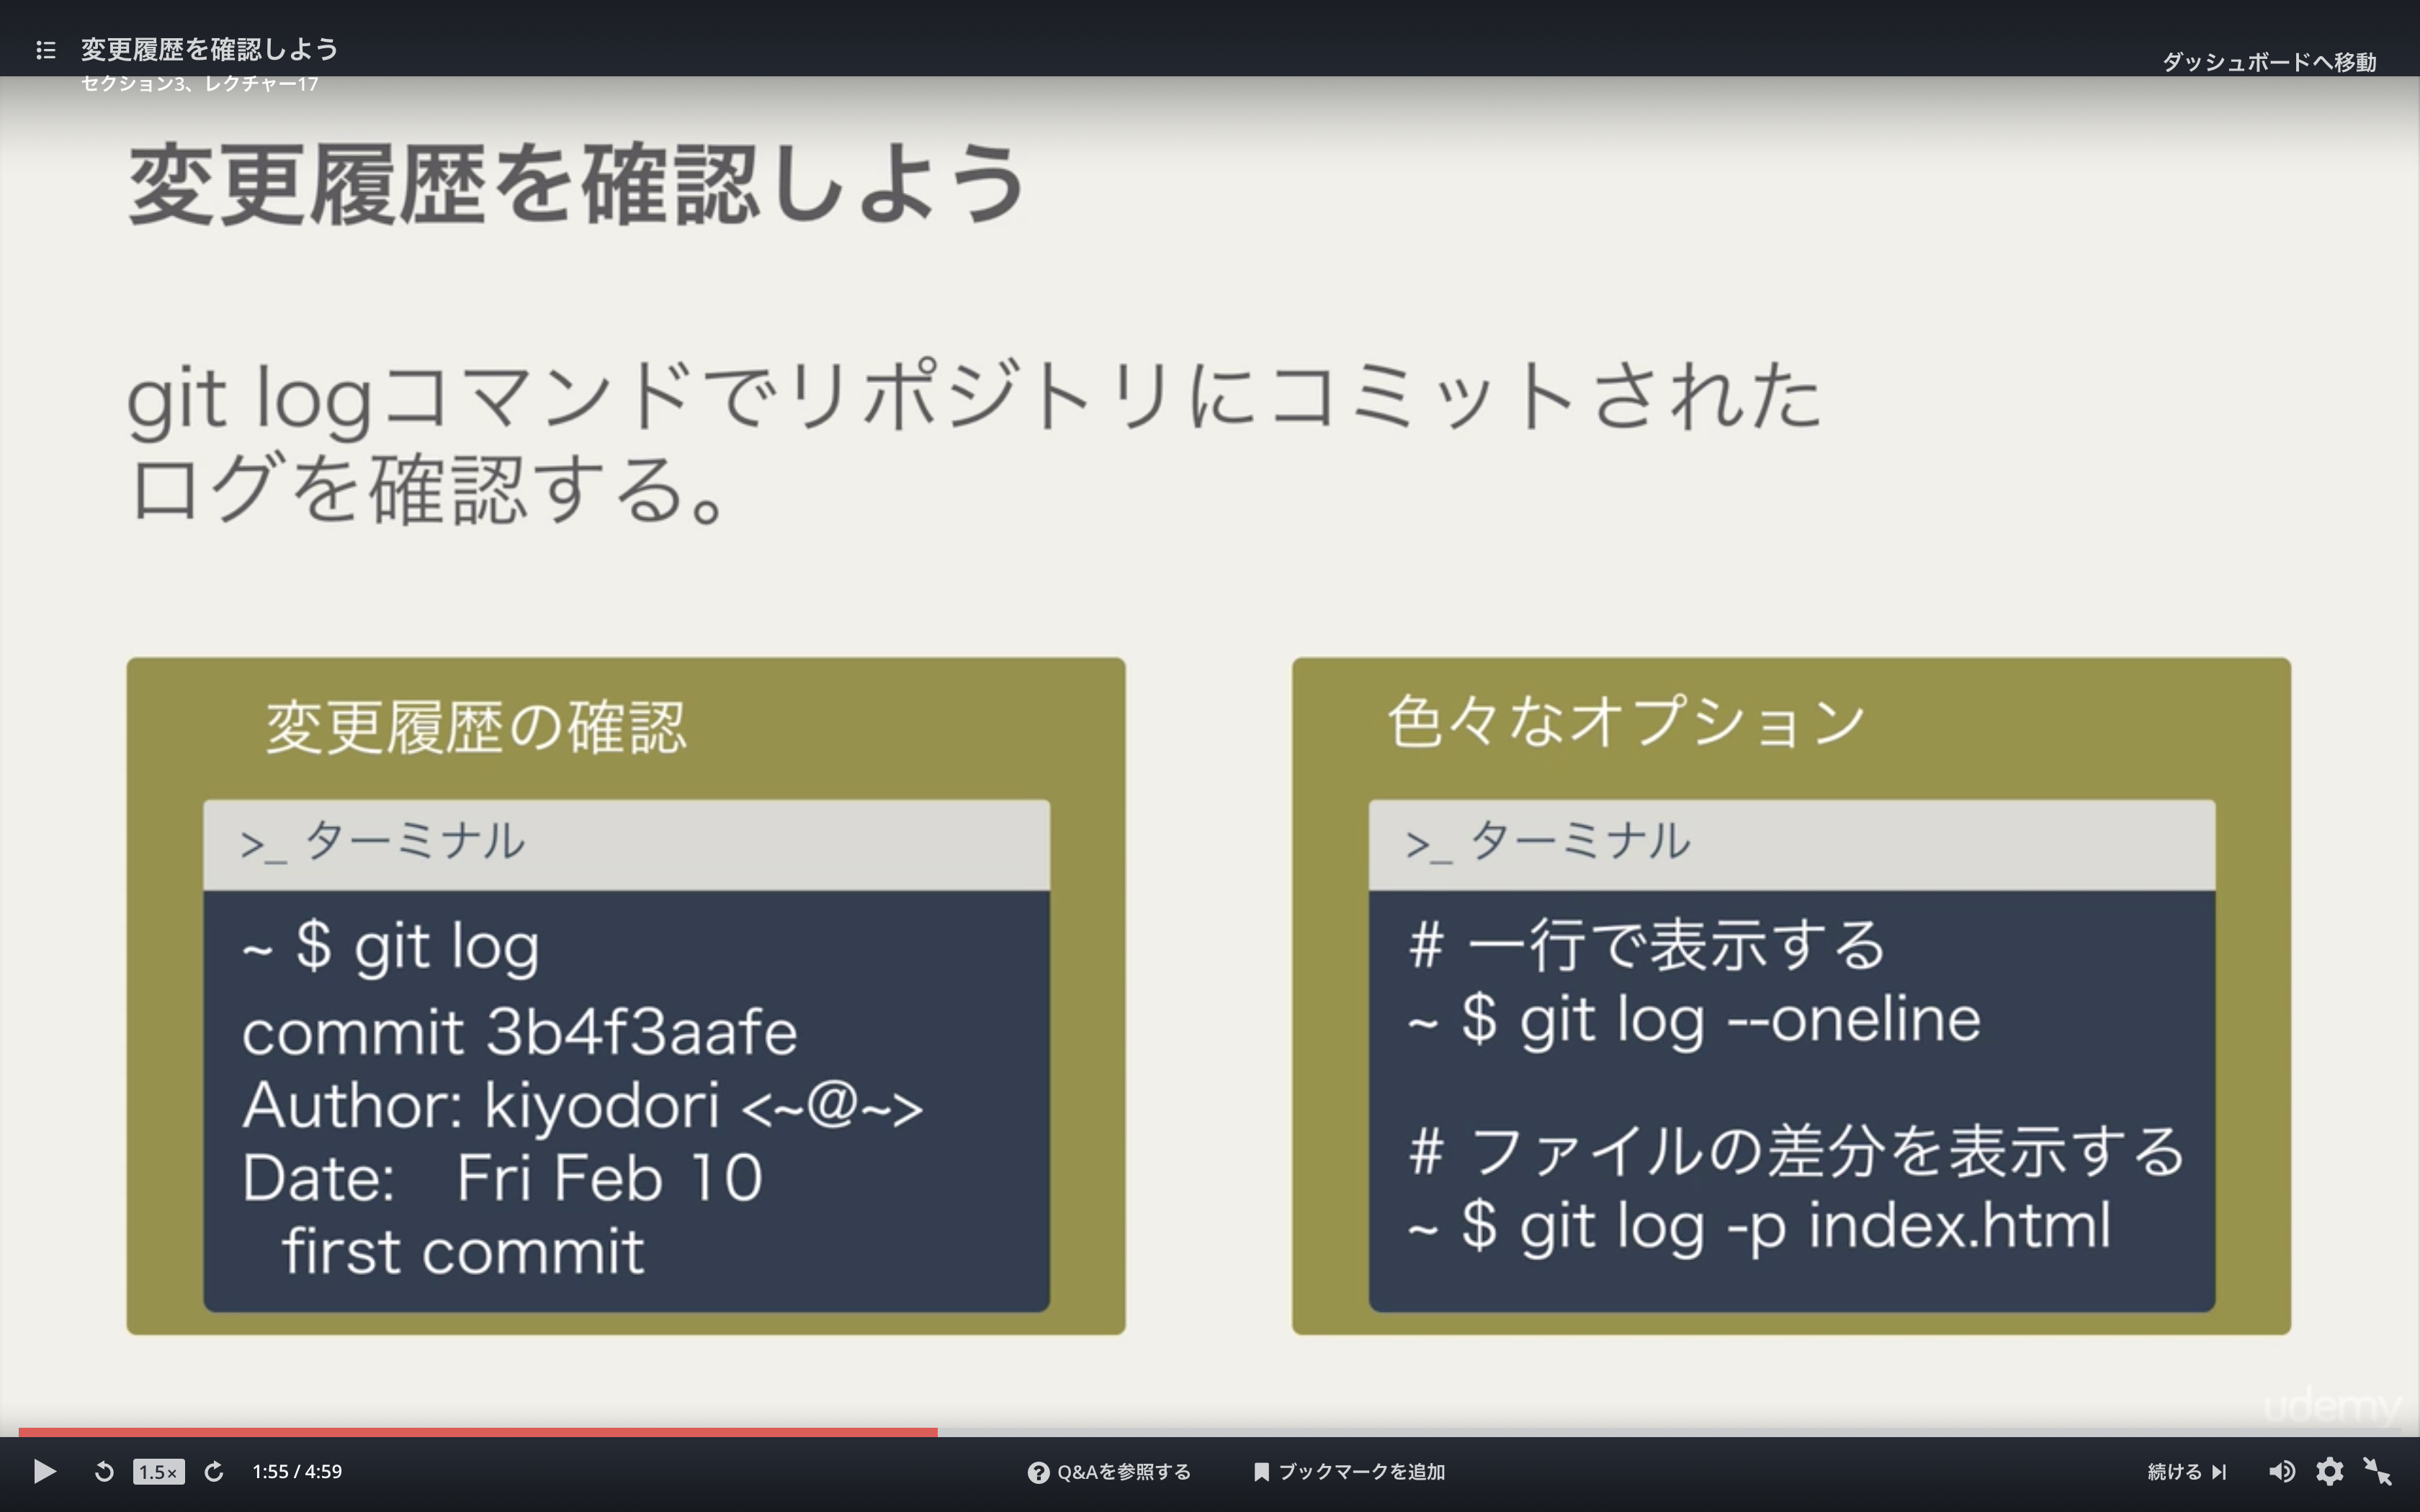 変更履歴を確認しよう
セクション3、レクチャー17
ダッシュボードへ移動
変更履歴を確認しよう
git logコマンドでリポジトリにコミットされた
ログを確認する。
変更履歴の確認
>_ ターミナル
~ $ git log
commit 3b4f3aafe
Author: kiyodori <~@~>
Date: Fri Feb 10
first commit
色々なオプション
>_ ターミナル
# 一行で表示する
~ $ git log --oneline
# ファイルの差分を表示する
~ $ git log -p index.html
udemy
1.5×
1:55 / 4:59
Q&Aを参照する
ブックマークを追加
続ける